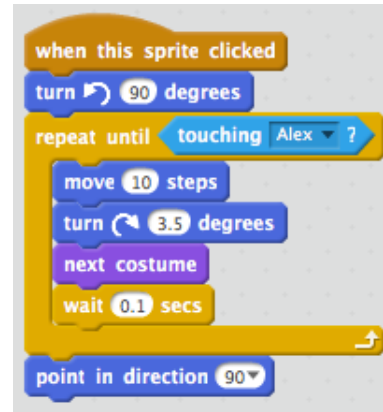 when this sprite clicked
turn 90 degrees
repeat until touching Alex ?
move 10 steps
turn 3.5 degrees
next costume
wait 0.1 secs
point in direction 90